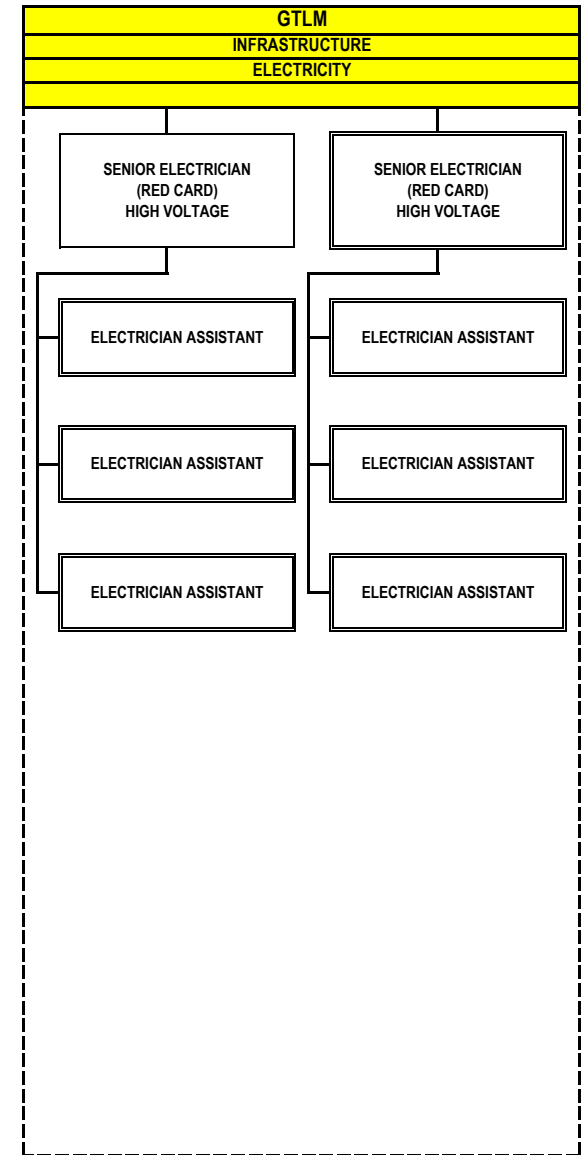 GTLM
INFRASTRUCTURE
ELECTRICITY
SENIOR ELECTRICIAN
(RED CARD)
HIGH VOLTAGE
SENIOR ELECTRICIAN
(RED CARD)
HIGH VOLTAGE
ELECTRICIAN ASSISTANT
ELECTRICIAN ASSISTANT
ELECTRICIAN ASSISTANT
ELECTRICIAN ASSISTANT
ELECTRICIAN ASSISTANT
ELECTRICIAN ASSISTANT